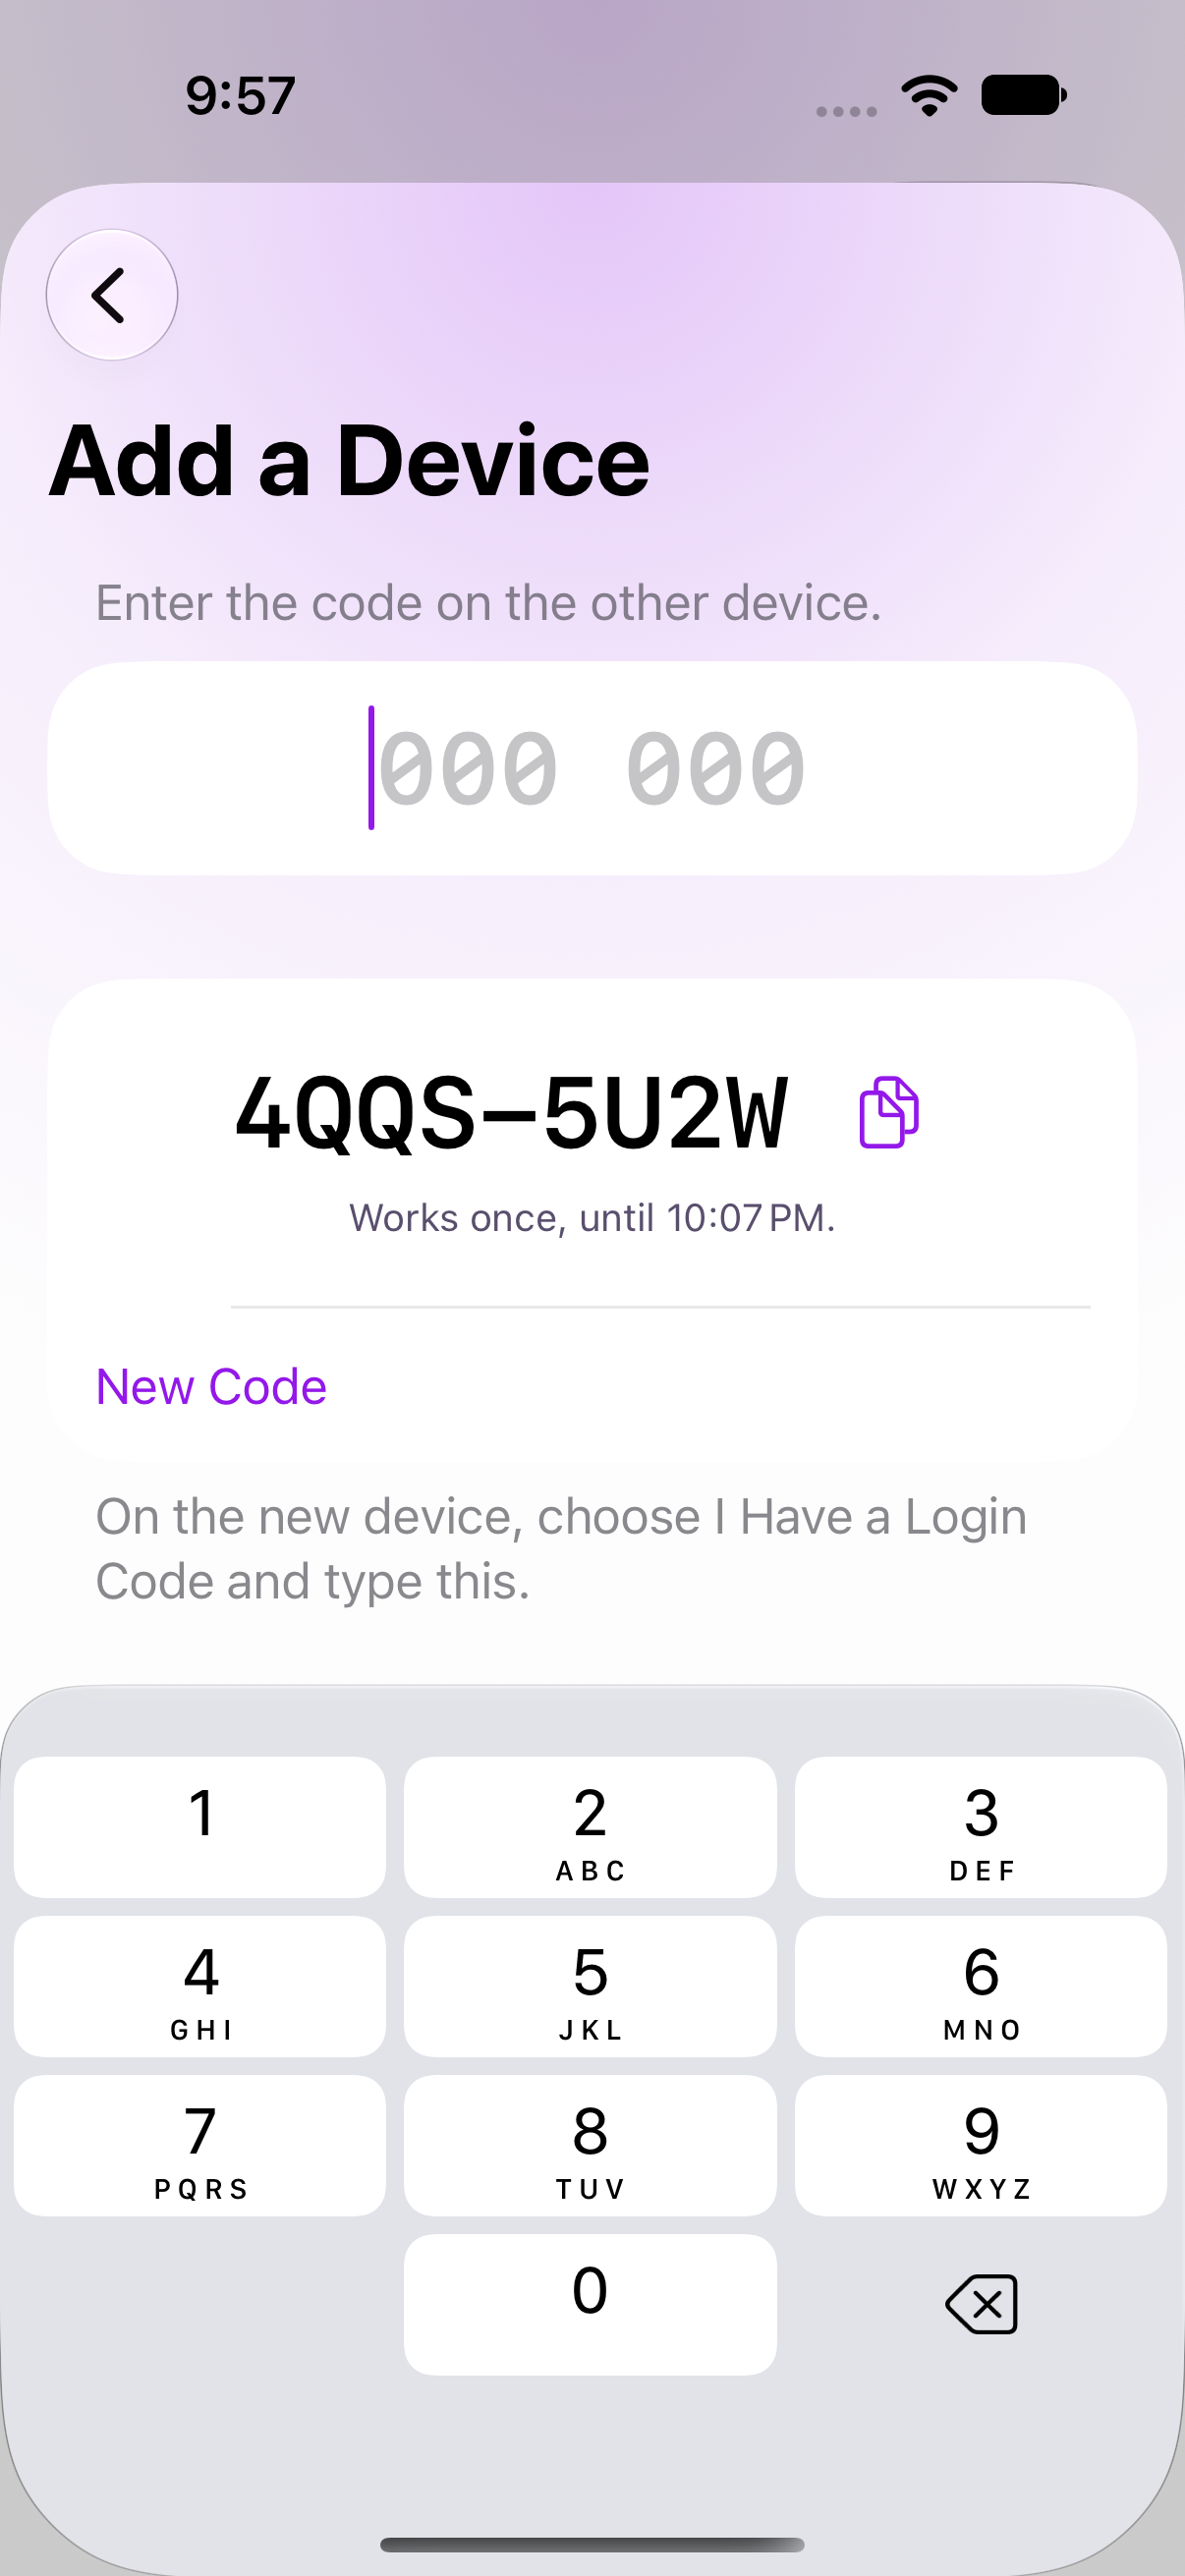 9:57
Add a Device
Enter the code on the other device.
000 000
4QQS-5U2W
Works once, until 10:07 PM.
New Code
On the new device, choose I Have a Login
Code and type this.
1
2
ABC
3
DEF
4
GHI
5
JKL
6
MNO
7
PQRS
8
TUV
9
WXYZ
0